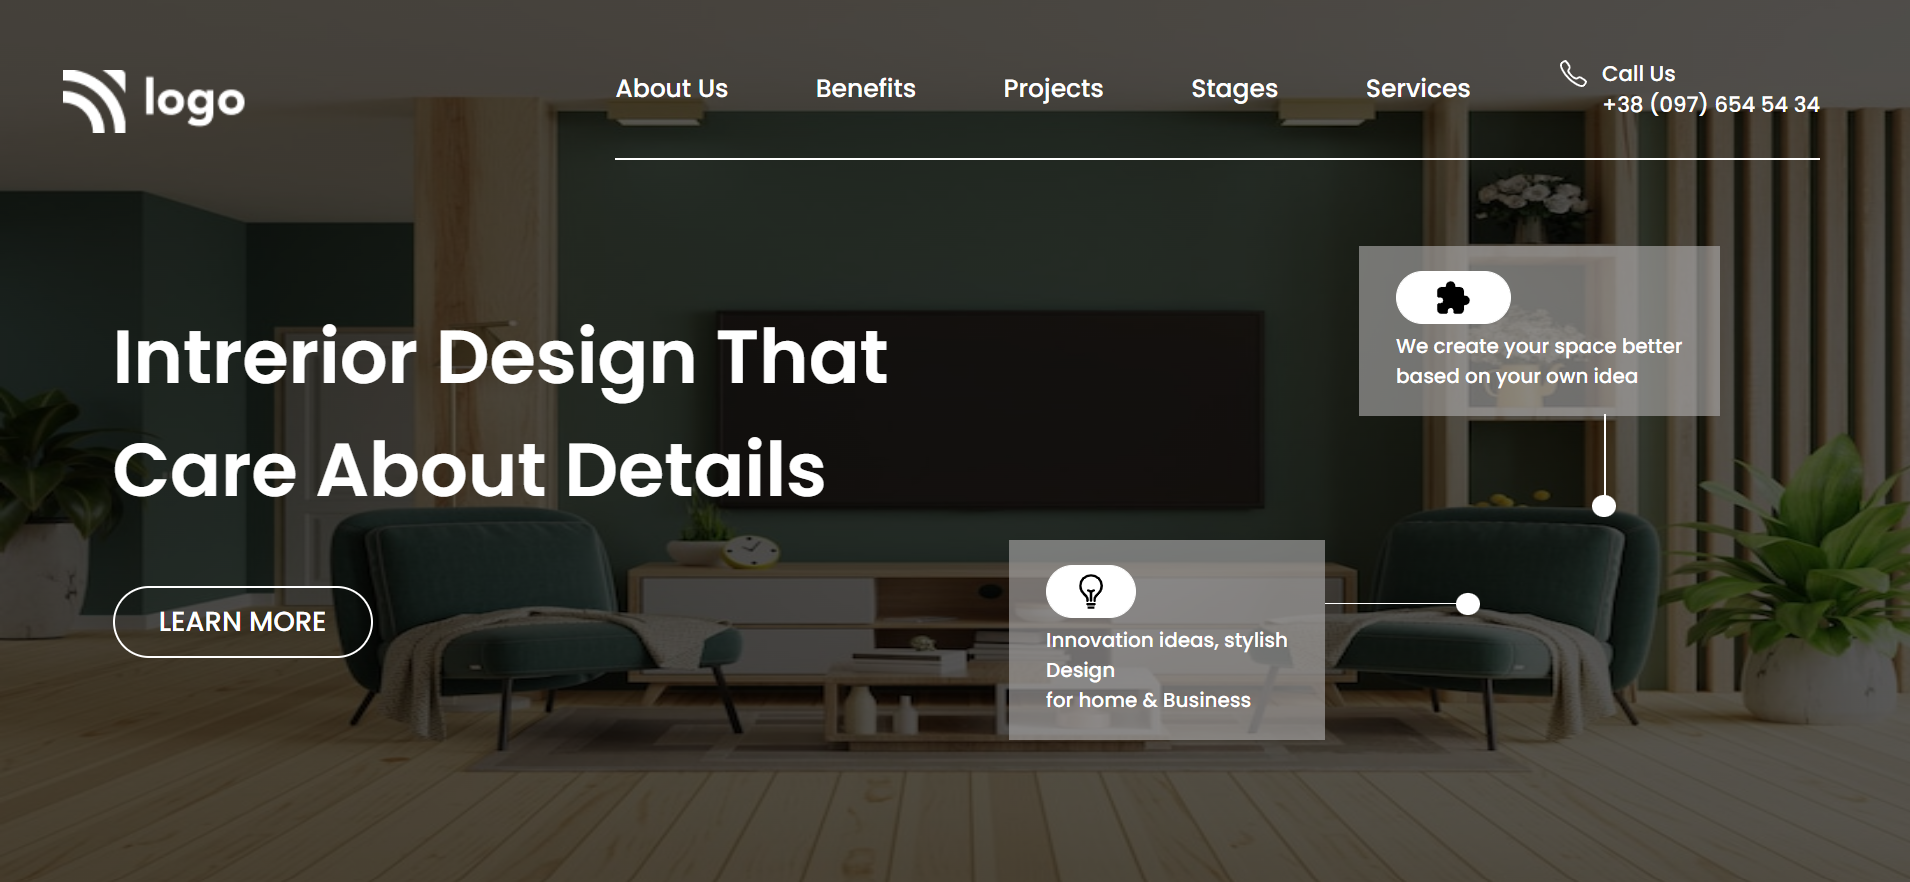 logo
About Us
Benefits
Projects
Stages
Services
Call Us
+38 (097) 654 54 34
Intrerior Design That
Care About Details
LEARN MORE
We create your space better
based on your own idea
Innovation ideas, stylish
Design
for home & Business